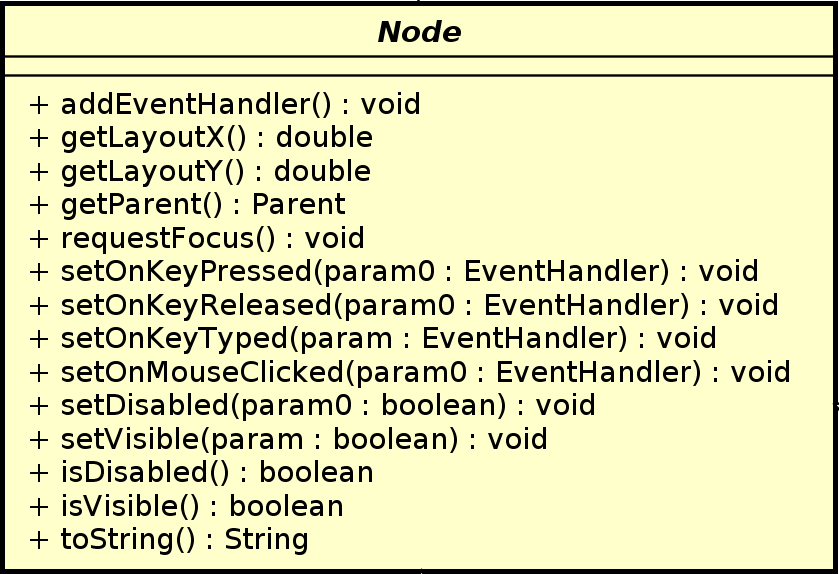 Node
+ addEventHandler() : void
+ getLayoutX() : double
+ getLayoutY() : double
+ getParent() : Parent
+ requestFocus() : void
+ setOnKeyPressed(param0 : EventHandler) : void
+ setOnKeyReleased(param0 : EventHandler) : void
+ setOnKeyTyped(param : EventHandler) : void
+ setOnMouseClicked(param0 : EventHandler) : void
+ setDisabled(param0 : boolean) : void
+ setVisible(param : boolean) : void
+ isDisabled() : boolean
+ isVisible() : boolean
+ toString() : String